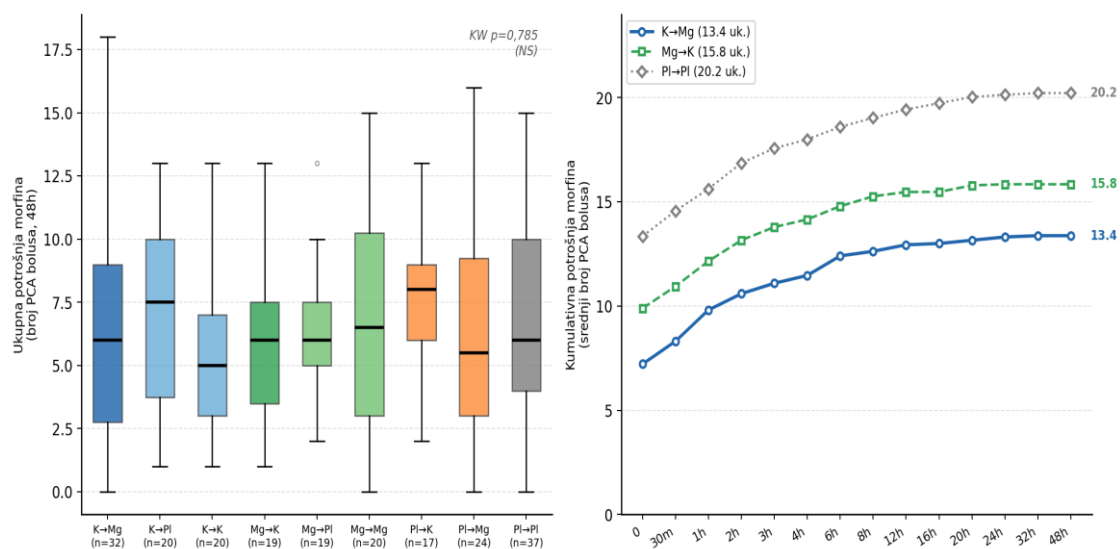 Ukupna potrošnja morfina
(broj PCA bolusa, 48h)
17.5
15.0
12.5
10.0
7.5
5.0
2.5
0.0
KW p=0,785
(NS)
K→Mg
(n=32)
K→Pl
(n=20)
K→K
(n=20)
Mg→K
(n=19)
Mg→Pl
(n=19)
Mg→Mg
(n=20)
Pl→K
(n=17)
Pl→Mg
(n=24)
Pl→Pl
(n=37)
Kumulativna potrošnja morfina
(srednji broj PCA bolusa)
20
15
10
5
0
K→Mg (13.4 uk.)
Mg→K (15.8 uk.)
Pl→Pl (20.2 uk.)
20.2
15.8
13.4
0
30m
1h
2h
3h
4h
6h
8h
12h
16h
20h
24h
32h
48h